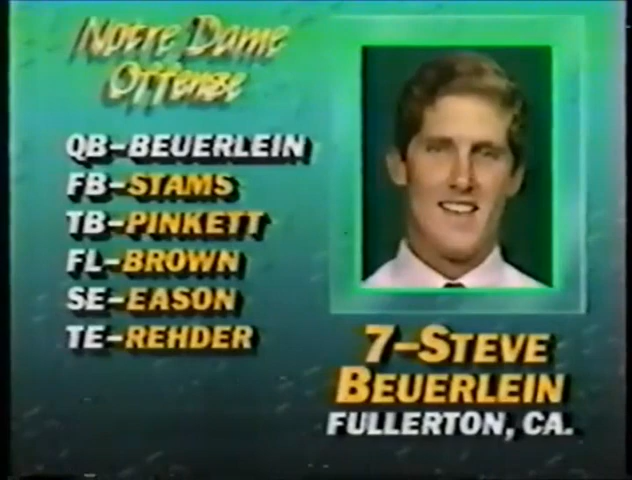 Notre Dame
Offense
QB-BEUERLEIN
FB-STAMS
TB-PINKETT
FL-BROWN
SE-EASON
TE-REHDER
7-STEVE
BEUERLEIN
FULLERTON, CA.